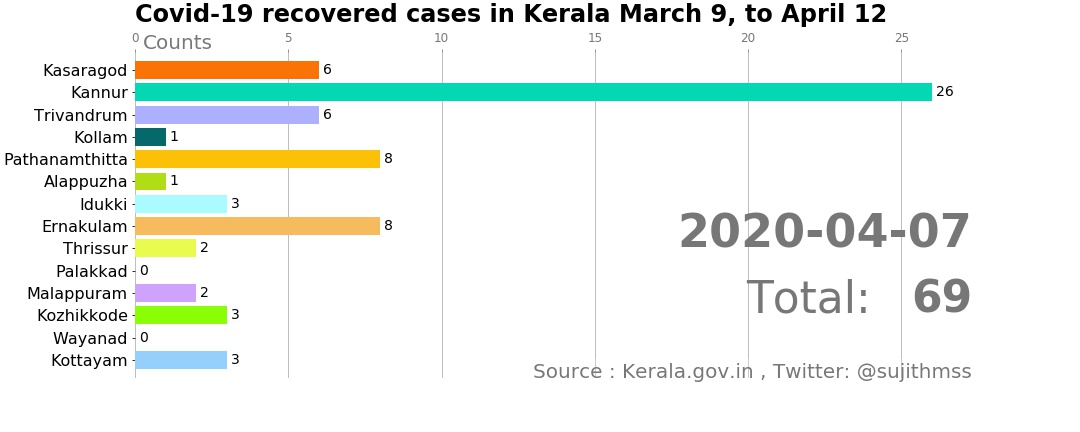 Covid-19 recovered cases in Kerala March 9, to April 12
0 5 10 15 20 25
Counts
Kasaragod 6
Kannur 26
Trivandrum 6
Kollam 1
Pathanamthitta 8
Alappuzha 1
Idukki 3
Ernakulam 8
2020-04-07
Thrissur 2
Palakkad 0
Malappuram 2
Total: 69
Kozhikkode 3
Wayanad 0
Kottayam 3
Source : Kerala.gov.in , Twitter: @sujithmss